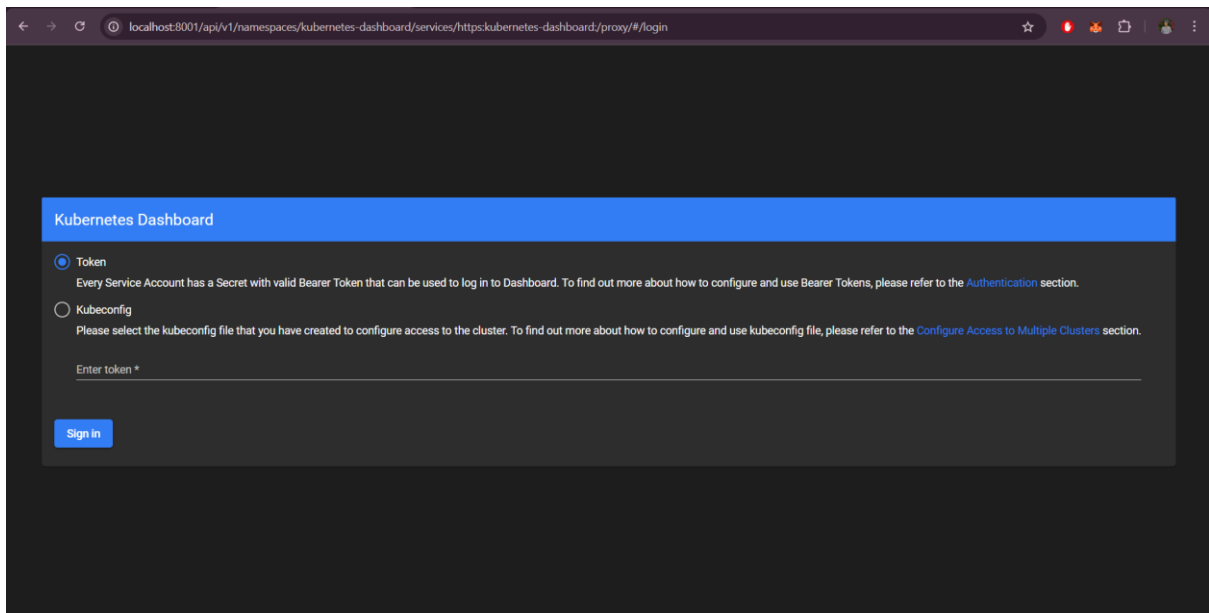 localhost:8001/api/v1/namespaces/kubernetes-dashboard/services/https:kubernetes-dashboard:/proxy/#/login
Kubernetes Dashboard
Token
Every Service Account has a Secret with valid Bearer Token that can be used to log in to Dashboard. To find out more about how to configure and use Bearer Tokens, please refer to the Authentication section.
Kubeconfig
Please select the kubeconfig file that you have created to configure access to the cluster. To find out more about how to configure and use kubeconfig file, please refer to the Configure Access to Multiple Clusters section.
Enter token *
Sign in